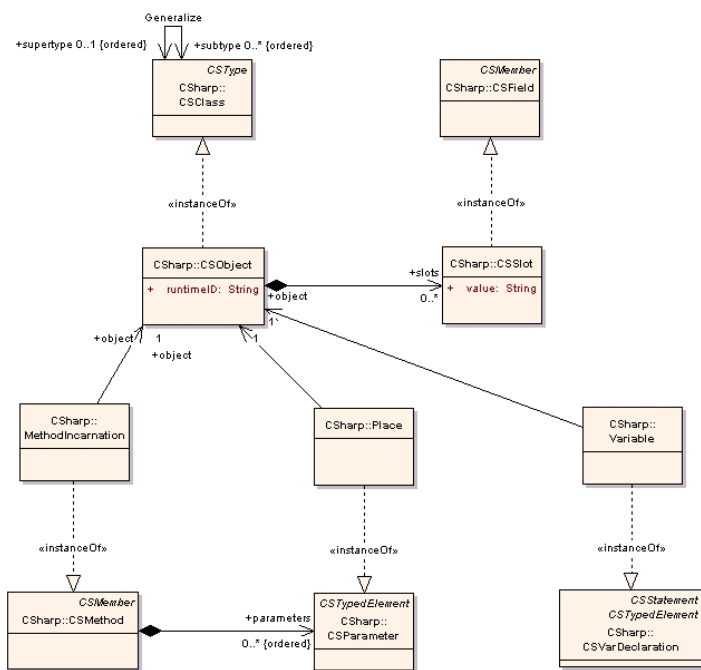 Generalize
+supertype 0..1 {ordered}
+subtype 0..* {ordered}
CSType
CSharp::
CSClass
CSMember
CSharp::CSField
«instanceOf»
«instanceOf»
CSharp::CSObject
+ runtimeID: String
+object
1`
+slots
0..*
CSharp::CSSlot
+ value: String
+object
1
+object
1
CSharp::
MethodIncarnation
CSharp::Place
CSharp::
Variable
«instanceOf»
«instanceOf»
«instanceOf»
CSMember
CSharp::CSMethod
+parameters
0..* {ordered}
CSTypedElement
CSharp::
CSParameter
CSStatement
CSTypedElement
CSharp::
CSVarDeclaration